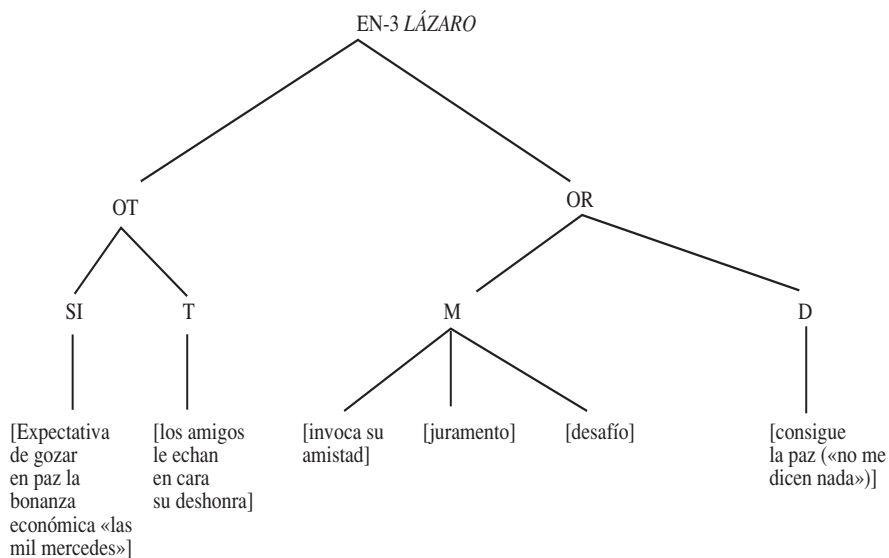 EN-3 LÁZARO
OT
OR
SI
T
M
D
[Expectativa
de gozar
en paz la
bonanza
económica «las
mil mercedes»]
[los amigos
le echan
en cara
su deshonra]
[invoca su
amistad]
[juramento]
[desafío]
[consigue
la paz («no me
dicen nada»)]